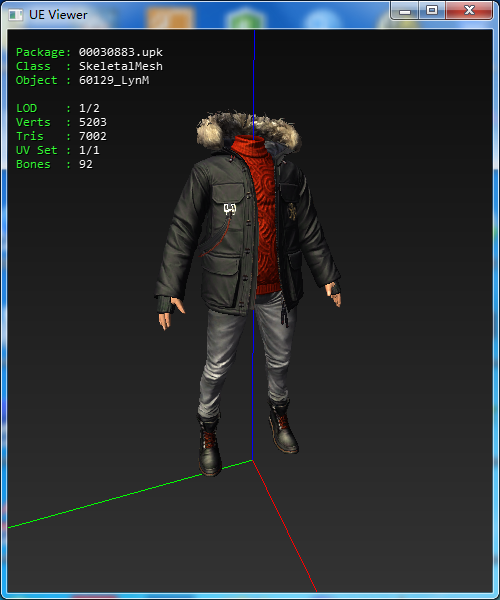 UE Viewer
Package: 00030883.upk
Class : SkeletalMesh
Object : 60129_LynM
LOD : 1/2
Verts : 5203
Tris : 7002
UV Set : 1/1
Bones : 92